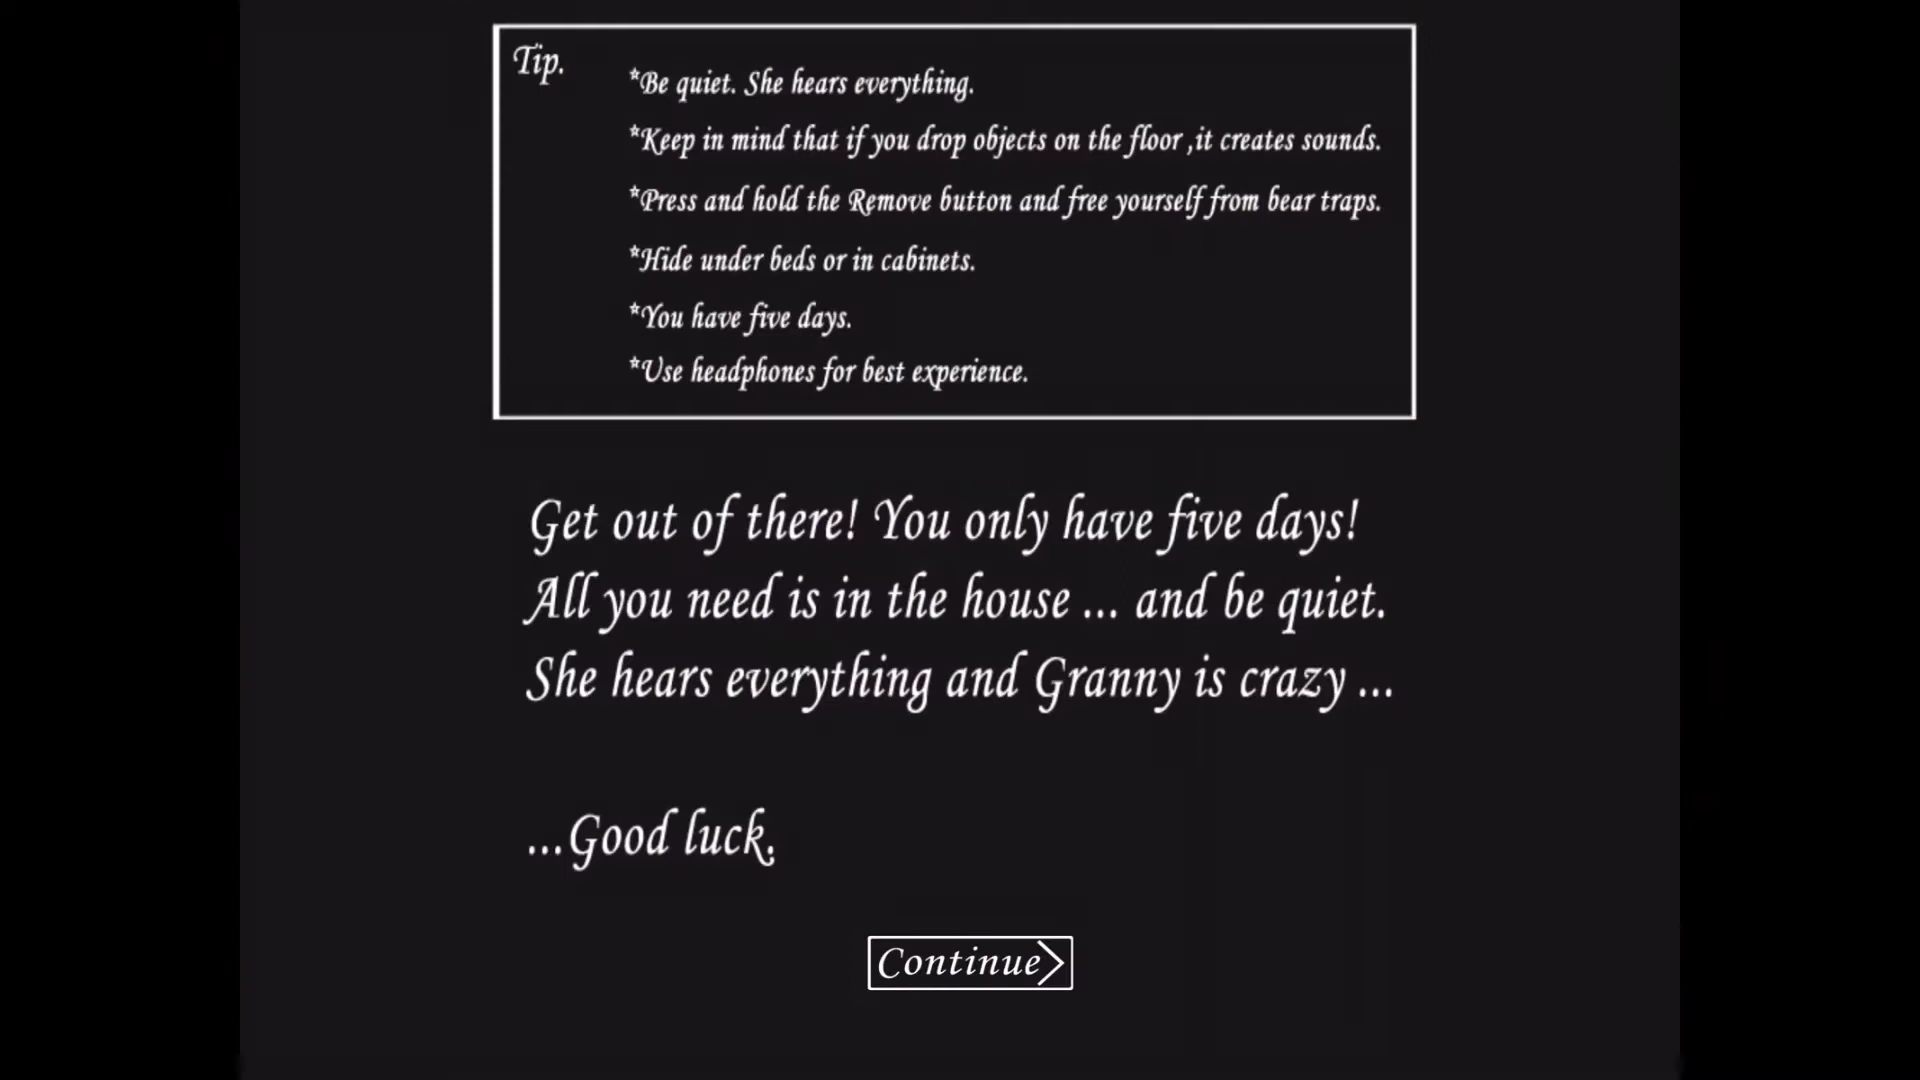 Tip.
*Be quiet. She hears everything.
*Keep in mind that if you drop objects on the floor ,it creates sounds.
*Press and hold the Remove button and free yourself from bear traps.
*Hide under beds or in cabinets.
*You have five days.
*Use headphones for best experience.
Get out of there! You only have five days!
All you need is in the house ... and be quiet.
She hears everything and Granny is crazy ...
...Good luck.
Continue>